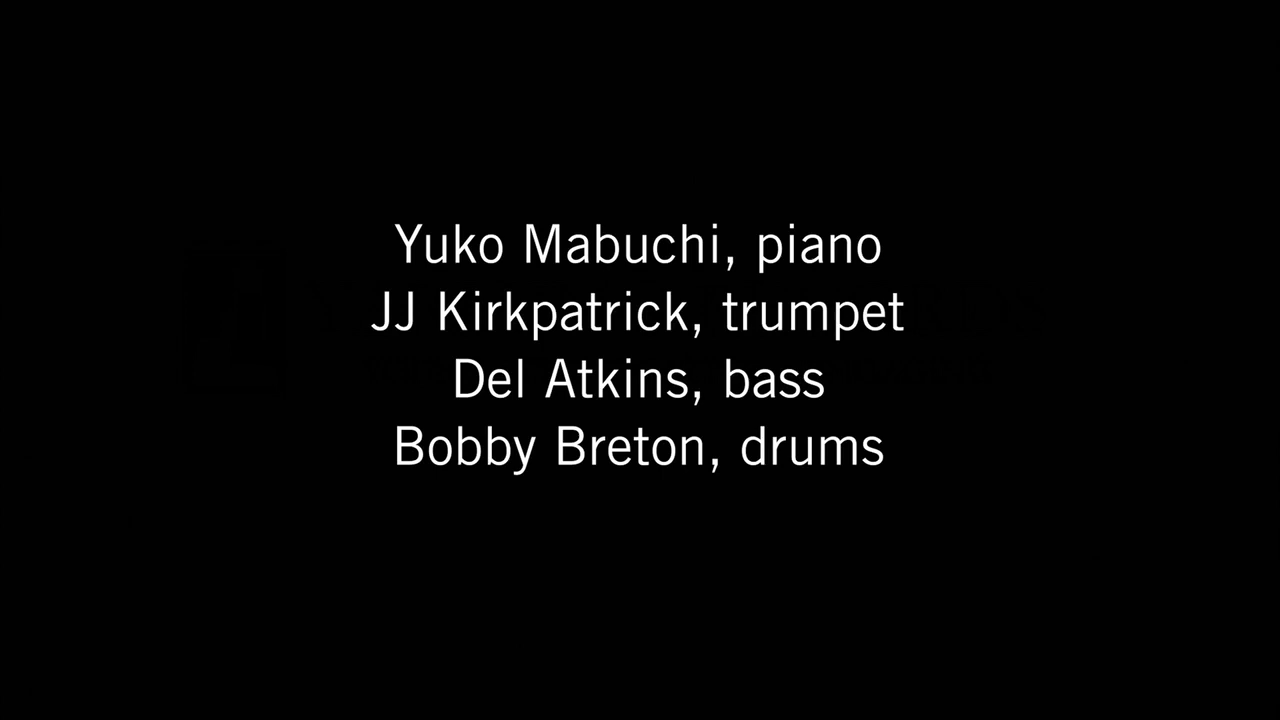 Yuko Mabuchi, piano
JJ Kirkpatrick, trumpet
Del Atkins, bass
Bobby Breton, drums